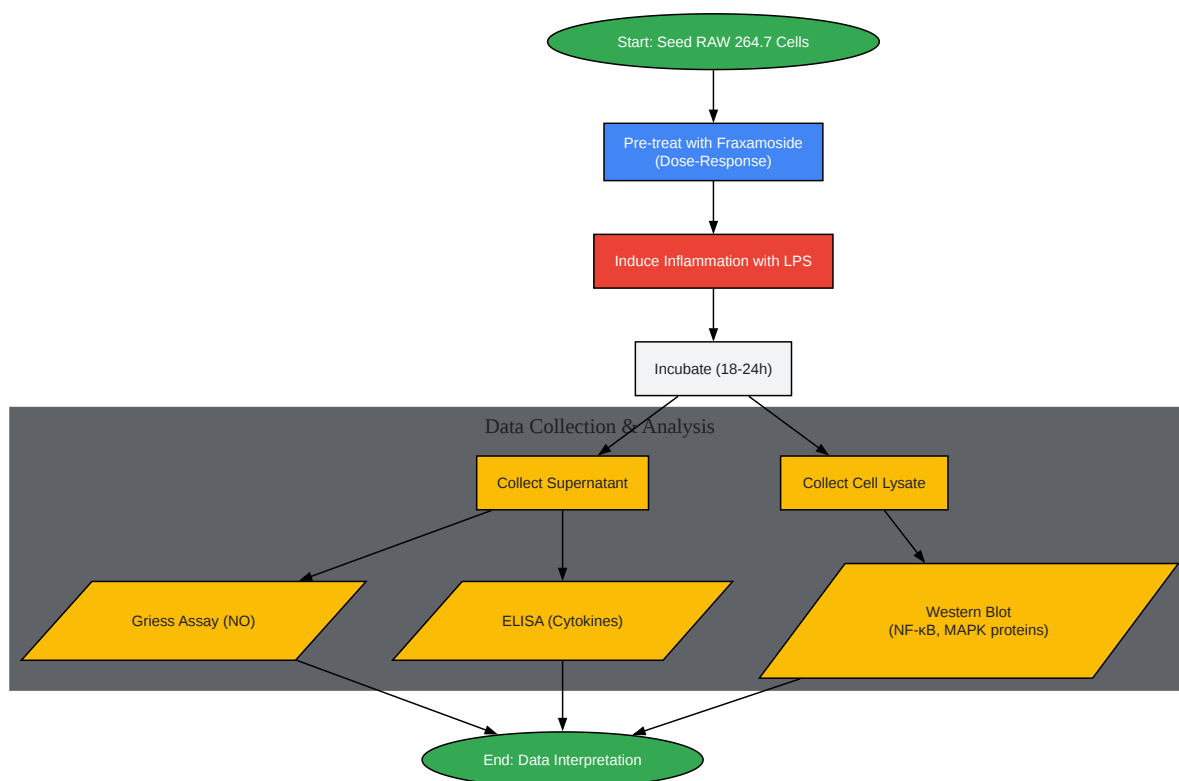 Start: Seed RAW 264.7 Cells
Pre-treat with Fraxamoside
(Dose-Response)
Induce Inflammation with LPS
Incubate (18-24h)
Data Collection & Analysis
Collect Supernatant
Collect Cell Lysate
Griess Assay (NO)
ELISA (Cytokines)
Western Blot
(NF-κB, MAPK proteins)
End: Data Interpretation